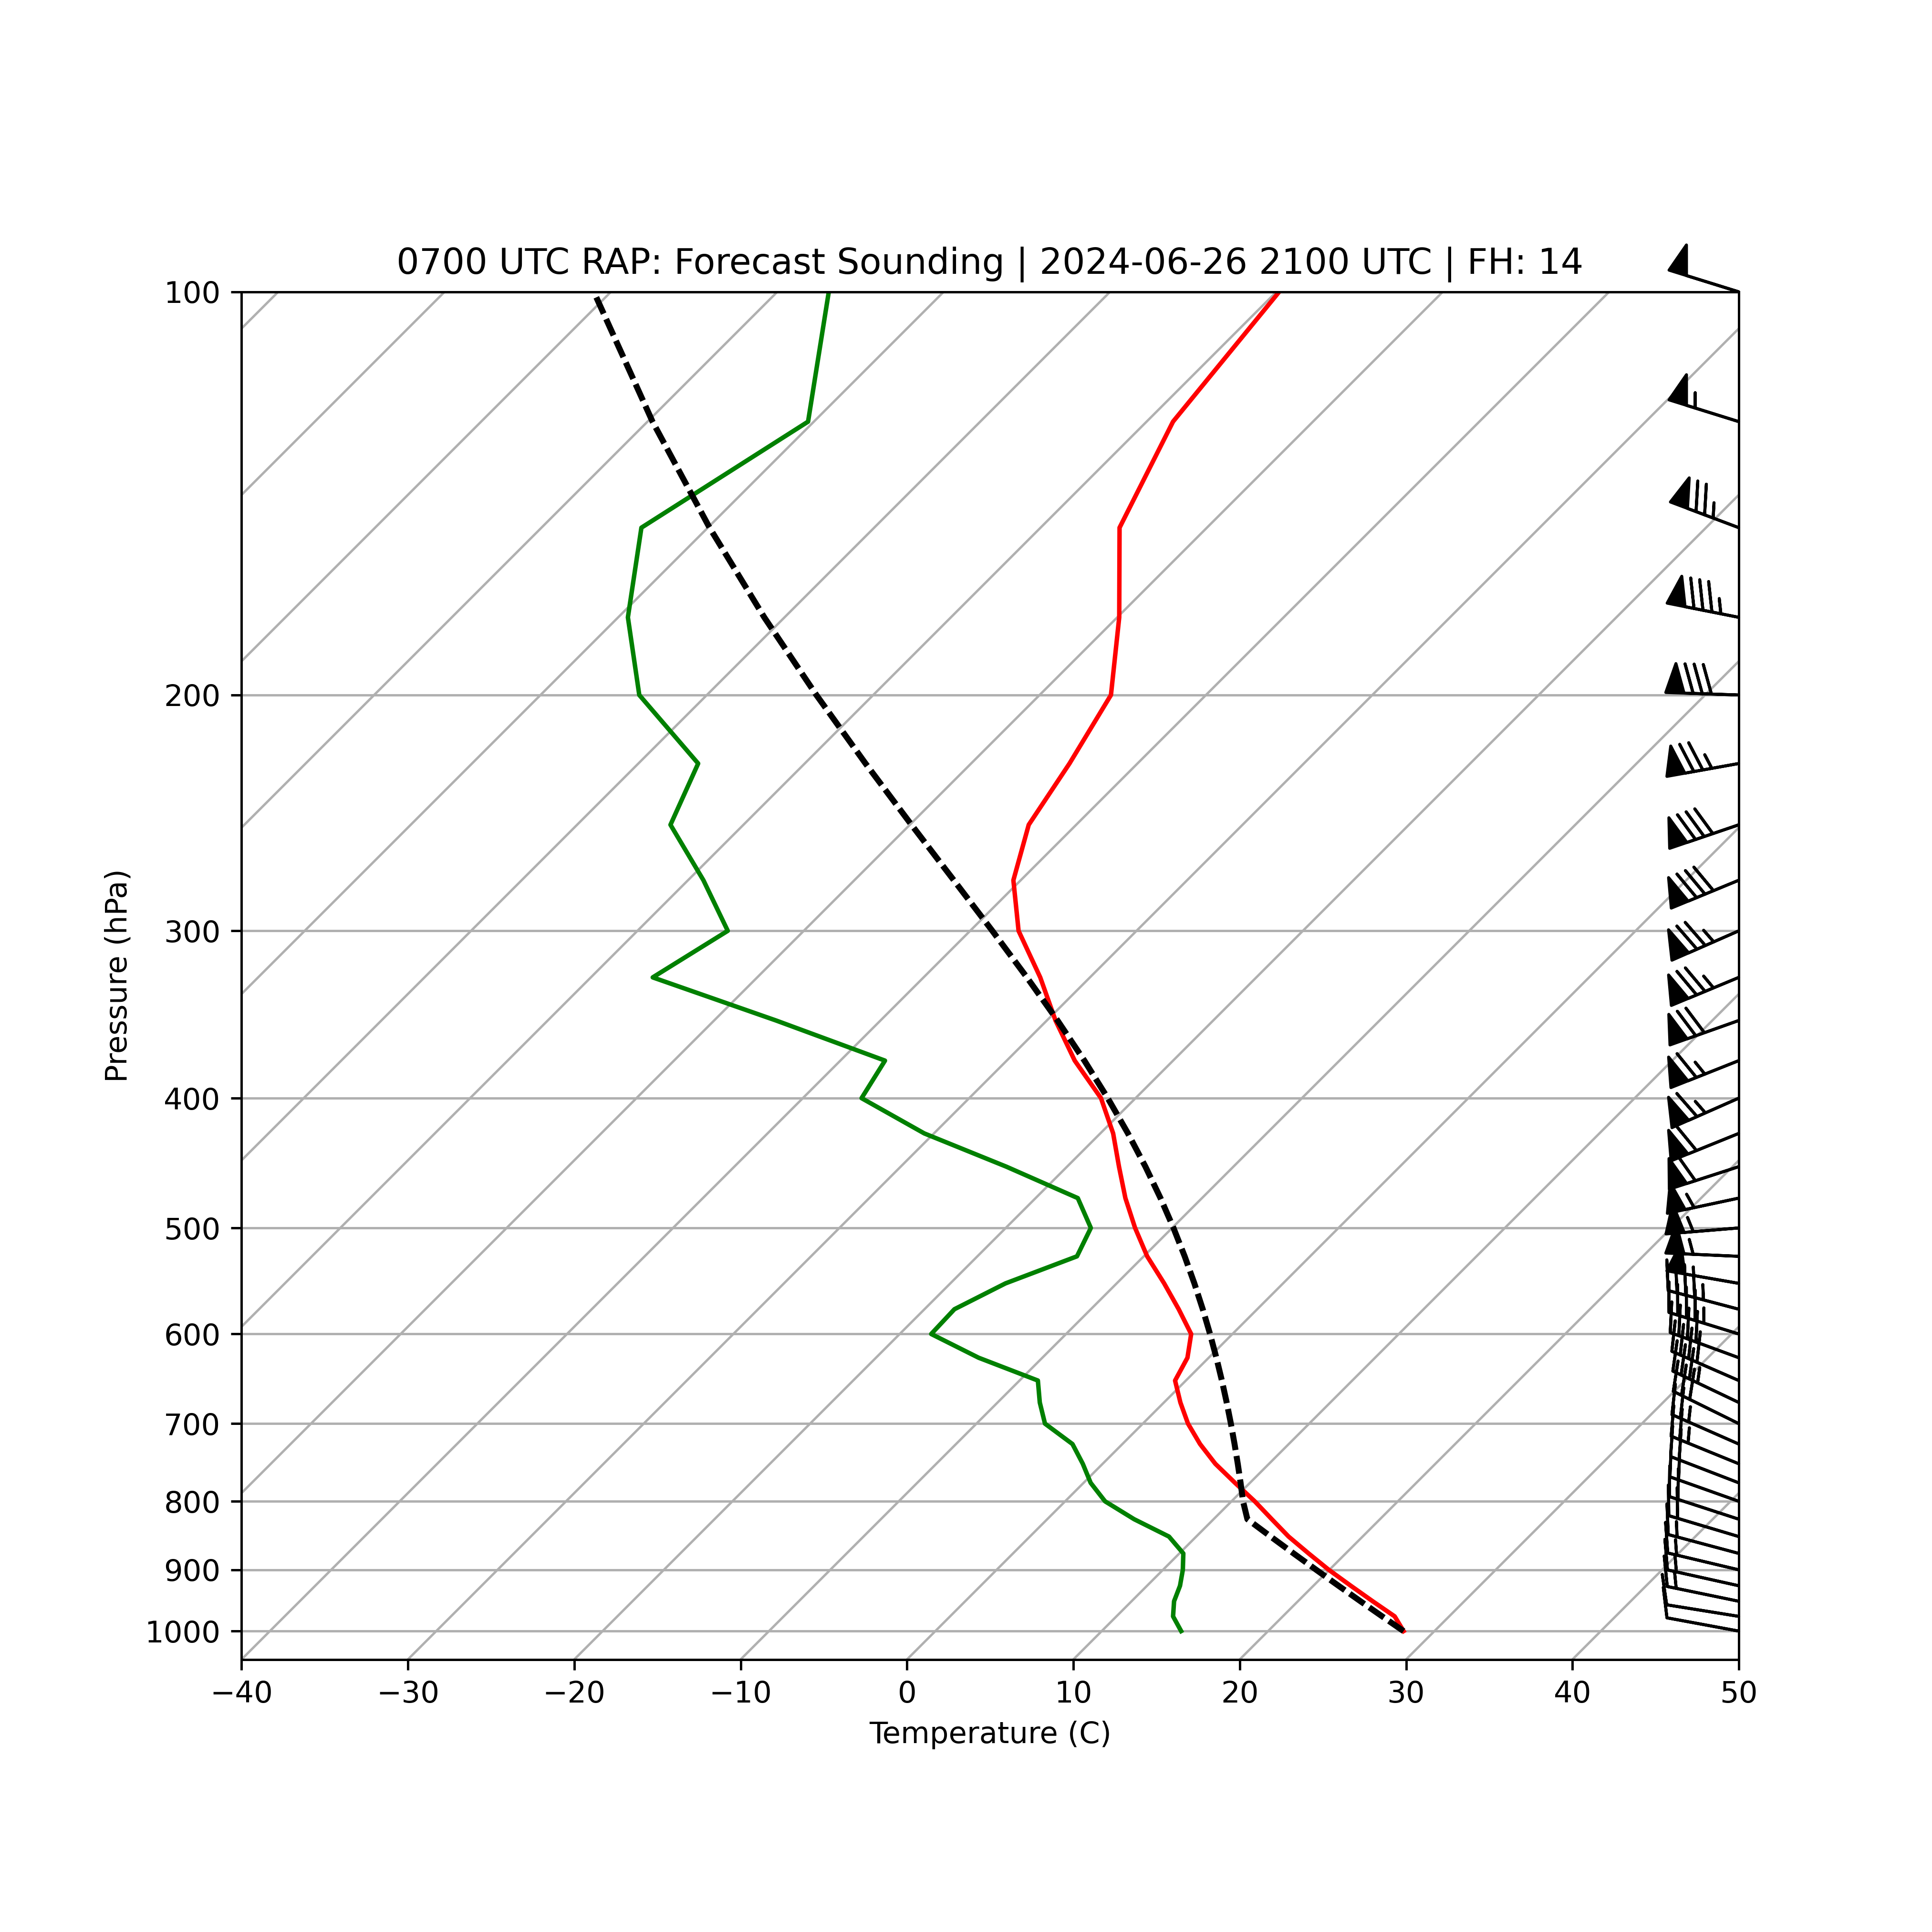 0700 UTC RAP: Forecast Sounding | 2024-06-26 2100 UTC | FH: 14
100
200
300
400
500
600
700
800
900
1000
Pressure (hPa)
−40 −30 −20 −10 0 10 20 30 40 50
Temperature (C)